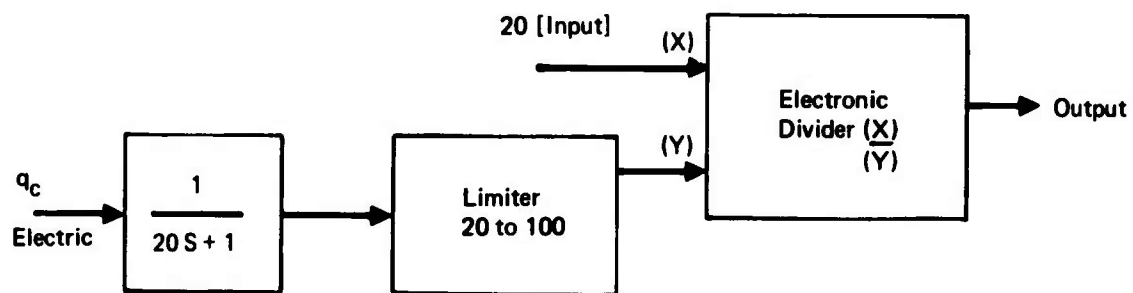 20 [Input]
(X)
Electronic
Divider (X)
(Y)
Output
(Y)
q_c
Electric
1
20 S + 1
Limiter
20 to 100